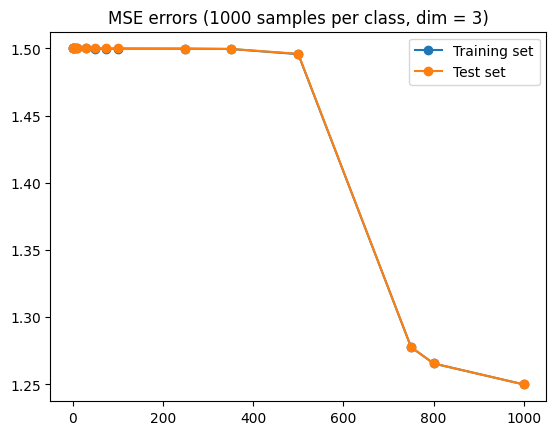 MSE errors (1000 samples per class, dim = 3)
1.50
1.45
1.40
1.35
1.30
1.25
Training set
Test set
0 200 400 600 800 1000